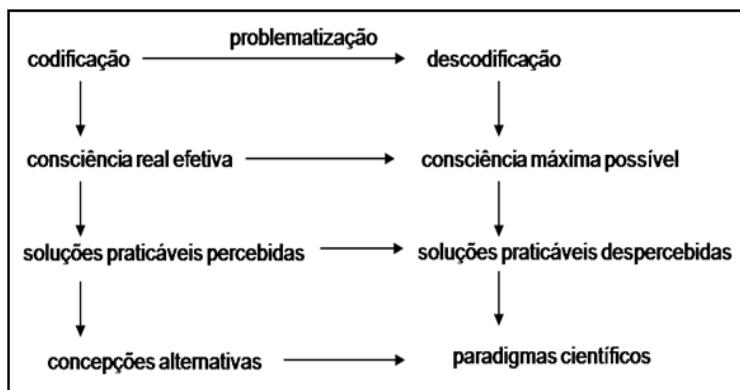 problematização
codificação descodificação
consciência real efetiva consciência máxima possível
soluções praticáveis percebidas soluções praticáveis despercebidas
concepções alternativas paradigmas científicos